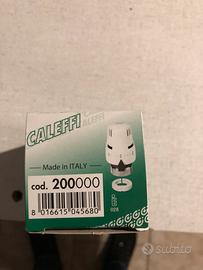 CALEFFI
Made in ITALY
cod. 200000
8 016615 045680
subito